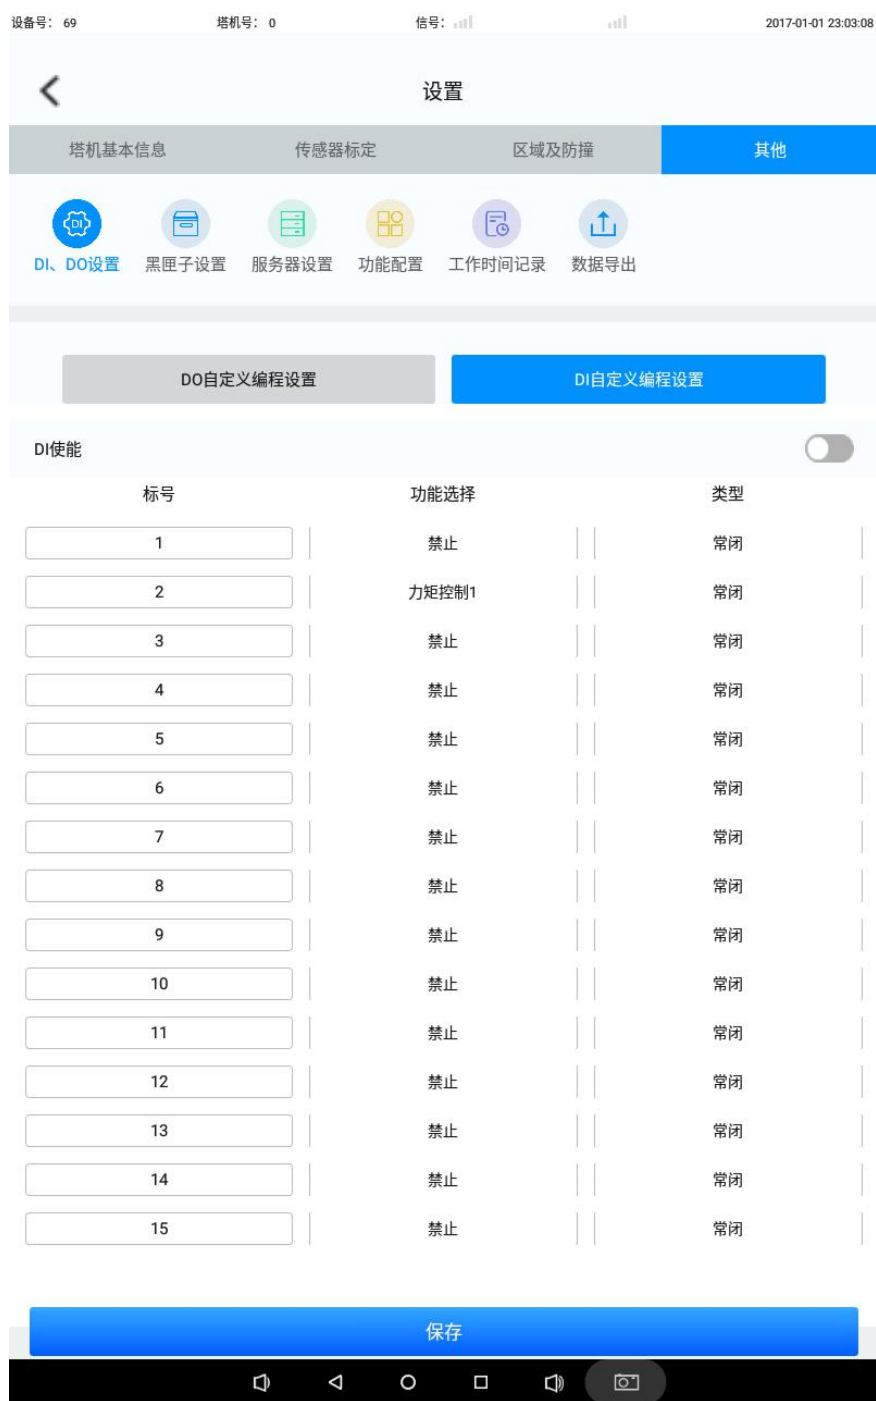 设备号： 69 塔机号： 0 信号： 2017-01-01 23:03:08
设置
塔机基本信息 传感器标定 区域及防撞 其他
DI
DI、DO设置 黑匣子设置 服务器设置 功能配置 工作时间记录 数据导出
DO自定义编程设置 DI自定义编程设置
DI使能
标号 功能选择 类型
1 禁止 常闭
2 力矩控制1 常闭
3 禁止 常闭
4 禁止 常闭
5 禁止 常闭
6 禁止 常闭
7 禁止 常闭
8 禁止 常闭
9 禁止 常闭
10 禁止 常闭
11 禁止 常闭
12 禁止 常闭
13 禁止 常闭
14 禁止 常闭
15 禁止 常闭
保存